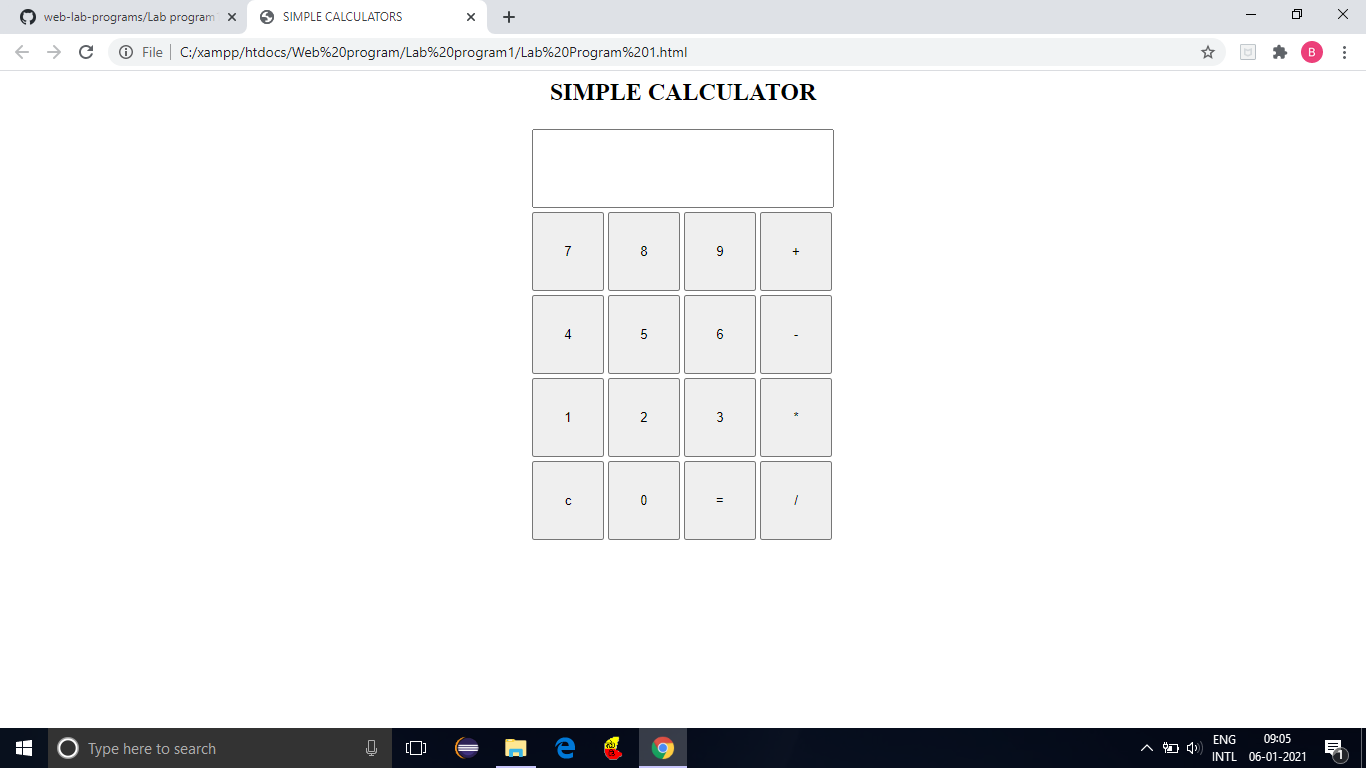 web-lab-programs/Lab program
SIMPLE CALCULATORS
File
C:/xampp/htdocs/Web%20program/Lab%20program1/Lab%20Program%201.html
B
SIMPLE CALCULATOR
7 8 9 +
4 5 6 -
1 2 3 *
c 0 = /
Type here to search
ENG
INTL
09:05
06-01-2021
1